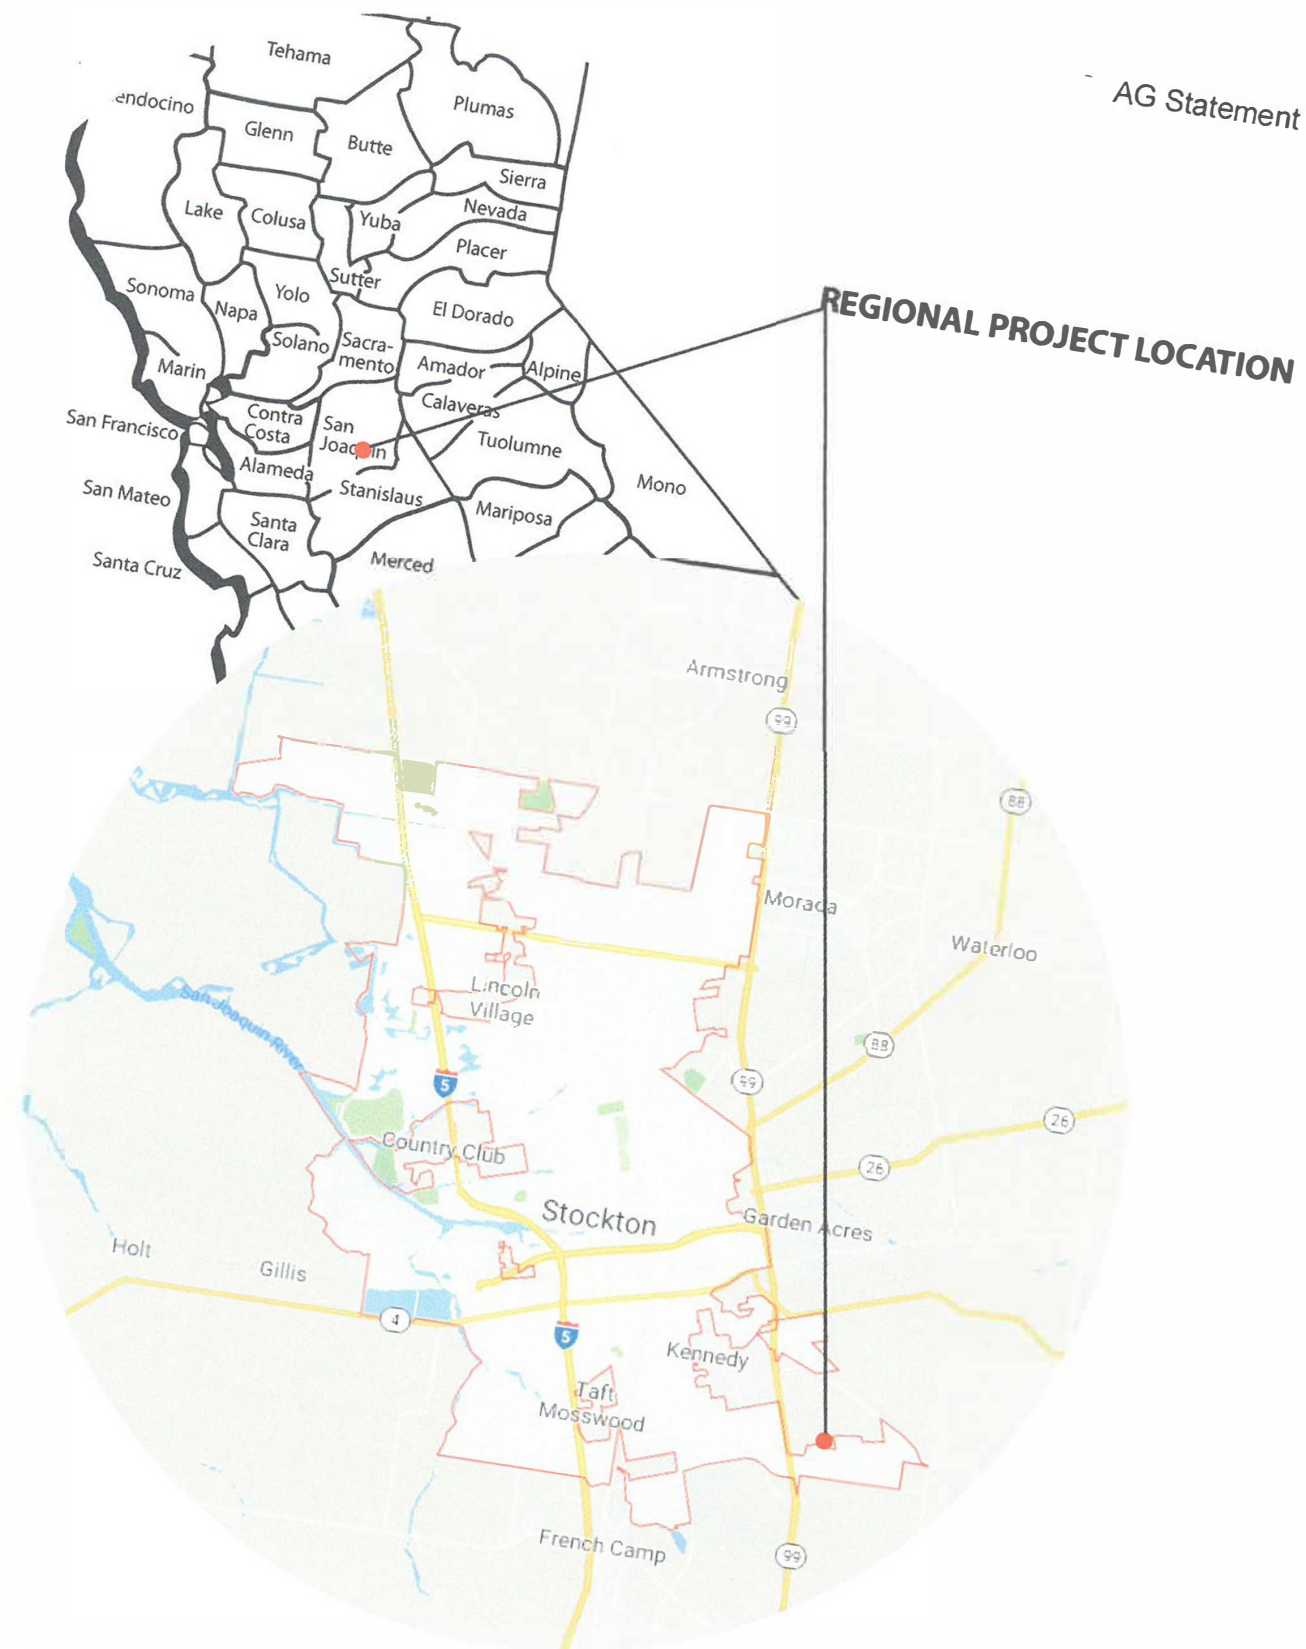 Tehama
endocino
Plumas
AG Statement
Glenn
Butte
Sierra
Lake
Colusa
Yuba
Nevada
Placer
Sutter
Sonoma
Yolo
Napa
El Dorado
REGIONAL PROJECT LOCATION
Solano
Sacra-
mento
Marin
Amador
Alpine
Calaveras
San Francisco
Contra
Costa
San
Joaquin
Tuolumne
Alameda
Mono
San Mateo
Stanislaus
Mariposa
Santa
Clara
Santa Cruz
Merced
Armstrong
99
88
Morada
Waterloo
Lincoln
Village
San Joaquin River
88
5
99
26
Country Club
26
Stockton
Garden Acres
Holt
Gillis
4
5
Kennedy
Taft
Mosswood
French Camp
99